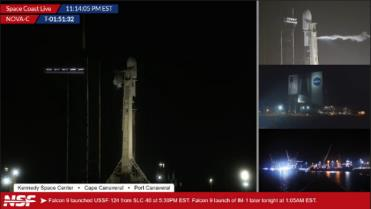 Space Coast Live 11:14:05 PM EST
NOVA-C T-01:51:32
Kennedy Space Center • Cape Canaveral • Port Canaveral
NSF ▶ Falcon 9 launched USSF-124 from SLC-40 at 5:30PM EST. Falcon 9 launch of IM-1 later tonight at 1:05AM EST.